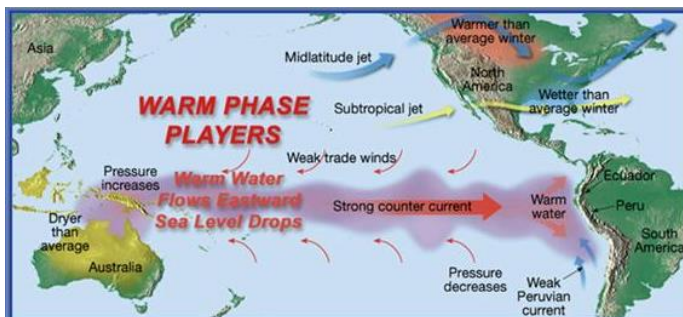 Asia
Midlatitude jet
Warmer than
average winter
North
America
Wetter than
average winter
Subtropical jet
WARM PHASE
PLAYERS
Weak trade winds
Pressure
increases
Warm Water
Flows Eastward
Sea Level Drops
Strong counter current
Warm
water
Ecuador
Peru
South
America
Dryer
than
average
Australia
Pressure
decreases
Weak
Peruvian
current